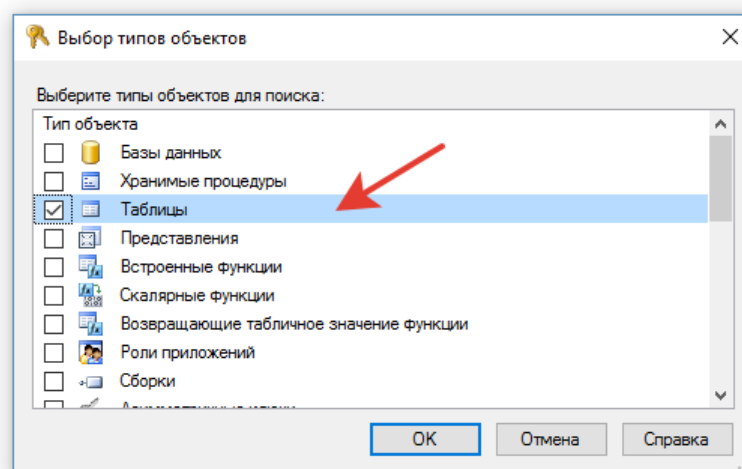 Выбор типов объектов
Выберите типы объектов для поиска:
Тип объекта
Базы данных
Хранимые процедуры
Таблицы
Представления
Встроенные функции
Скалярные функции
Возвращающие табличное значение функции
Роли приложений
Сборки
OK Отмена Справка